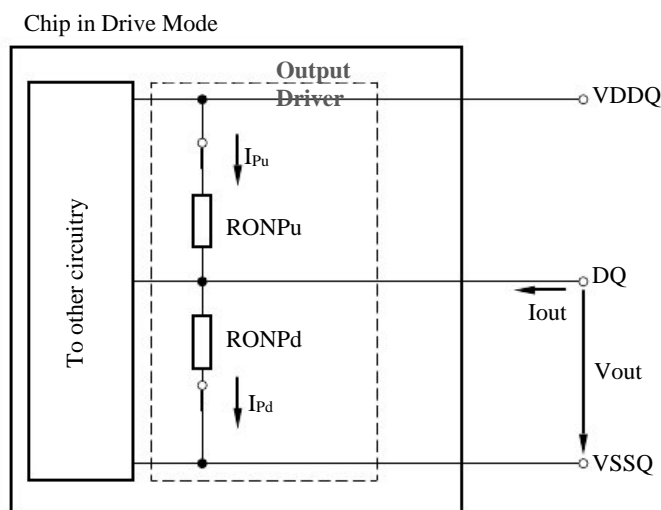 Chip in Drive Mode
Output
Driver
VDDQ
IPu
RONPu
To other circuitry
DQ
Iout
RONPd
Vout
IPd
VSSQ